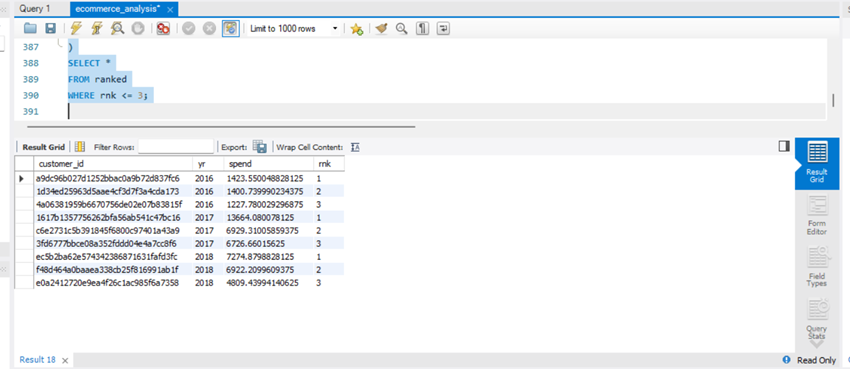 Query 1
ecommerce_analysis*
Limit to 1000 rows
387 )
388 SELECT *
389 FROM ranked
390 WHERE rnk <= 3;
391
Result Grid Filter Rows: Export: Wrap Cell Content:
customer_id yr spend rnk
a9dc96b027d1252bbac0a9b72d837fc6 2016 1423.550048828125 1
1d34ed25963d5aae4cf3d7f3a4cda173 2016 1400.739990234375 2
4a06381959b6670756de02e07b83815f 2016 1227.780029296875 3
1617b1357756262bfa56ab541c47bc16 2017 13664.080078125 1
c6e2731c5b391845f6800c97401a43a9 2017 6929.31005859375 2
3fd6777bbce08a352fddd04e4a7cc8f6 2017 6726.66015625 3
ec5b2ba62e574342386871631fafd3fc 2018 7274.8798828125 1
f48d464a0baaea338cb25f816991ab1f 2018 6922.2099609375 2
e0a2412720e9ea4f26c1ac985f6a7358 2018 4809.43994140625 3
Result
Grid
Form
Editor
Field
Types
Query
Stats
Result 18
Read Only